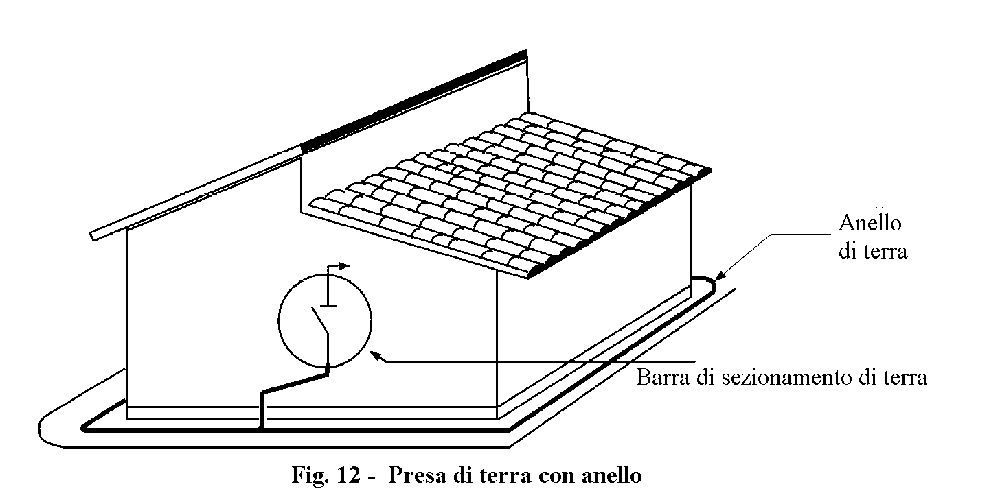 Anello
di terra
Barra di sezionamento di terra
Fig. 12 - Presa di terra con anello